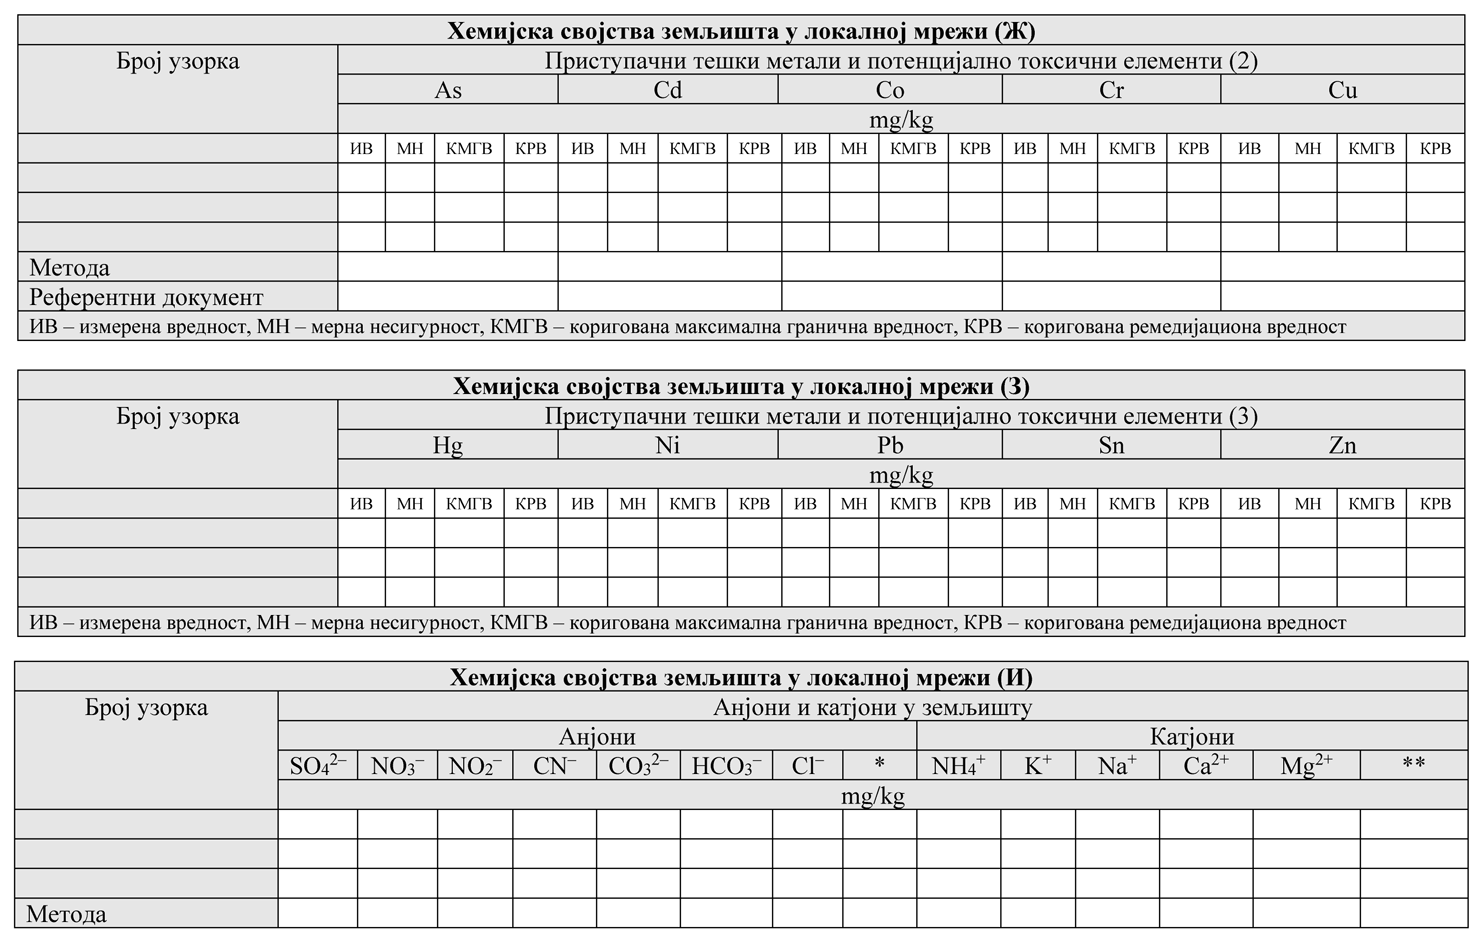 Хемијска својства земљишта у локалној мрежи (Ж)
Број узорка Приступачни тешки метали и потенцијално токсични елементи (2)
As Cd Co Cr Cu
mg/kg
ИВ МН КМГВ КРВ ИВ МН КМГВ КРВ ИВ МН КМГВ КРВ ИВ МН КМГВ КРВ ИВ МН КМГВ КРВ
Метода
Референтни документ
ИВ – измерена вредност, МН – мерна несигурност, КМГВ – коригована максимална гранична вредност, КРВ – коригована ремедијациона вредност
Хемијска својства земљишта у локалној мрежи (З)
Број узорка Приступачни тешки метали и потенцијално токсични елементи (3)
Hg Ni Pb Sn Zn
mg/kg
ИВ МН КМГВ КРВ ИВ МН КМГВ КРВ ИВ МН КМГВ КРВ ИВ МН КМГВ КРВ ИВ МН КМГВ КРВ
ИВ – измерена вредност, МН – мерна несигурност, КМГВ – коригована максимална гранична вредност, КРВ – коригована ремедијациона вредност
Хемијска својства земљишта у локалној мрежи (И)
Број узорка Анјони и катјони у земљишту
Анјони Катјони
SO₄²⁻ NO₃⁻ NO₂⁻ CN⁻ CO₃²⁻ HCO₃⁻ Cl⁻ * NH₄⁺ K⁺ Na⁺ Ca²⁺ Mg²⁺ **
mg/kg
Метода